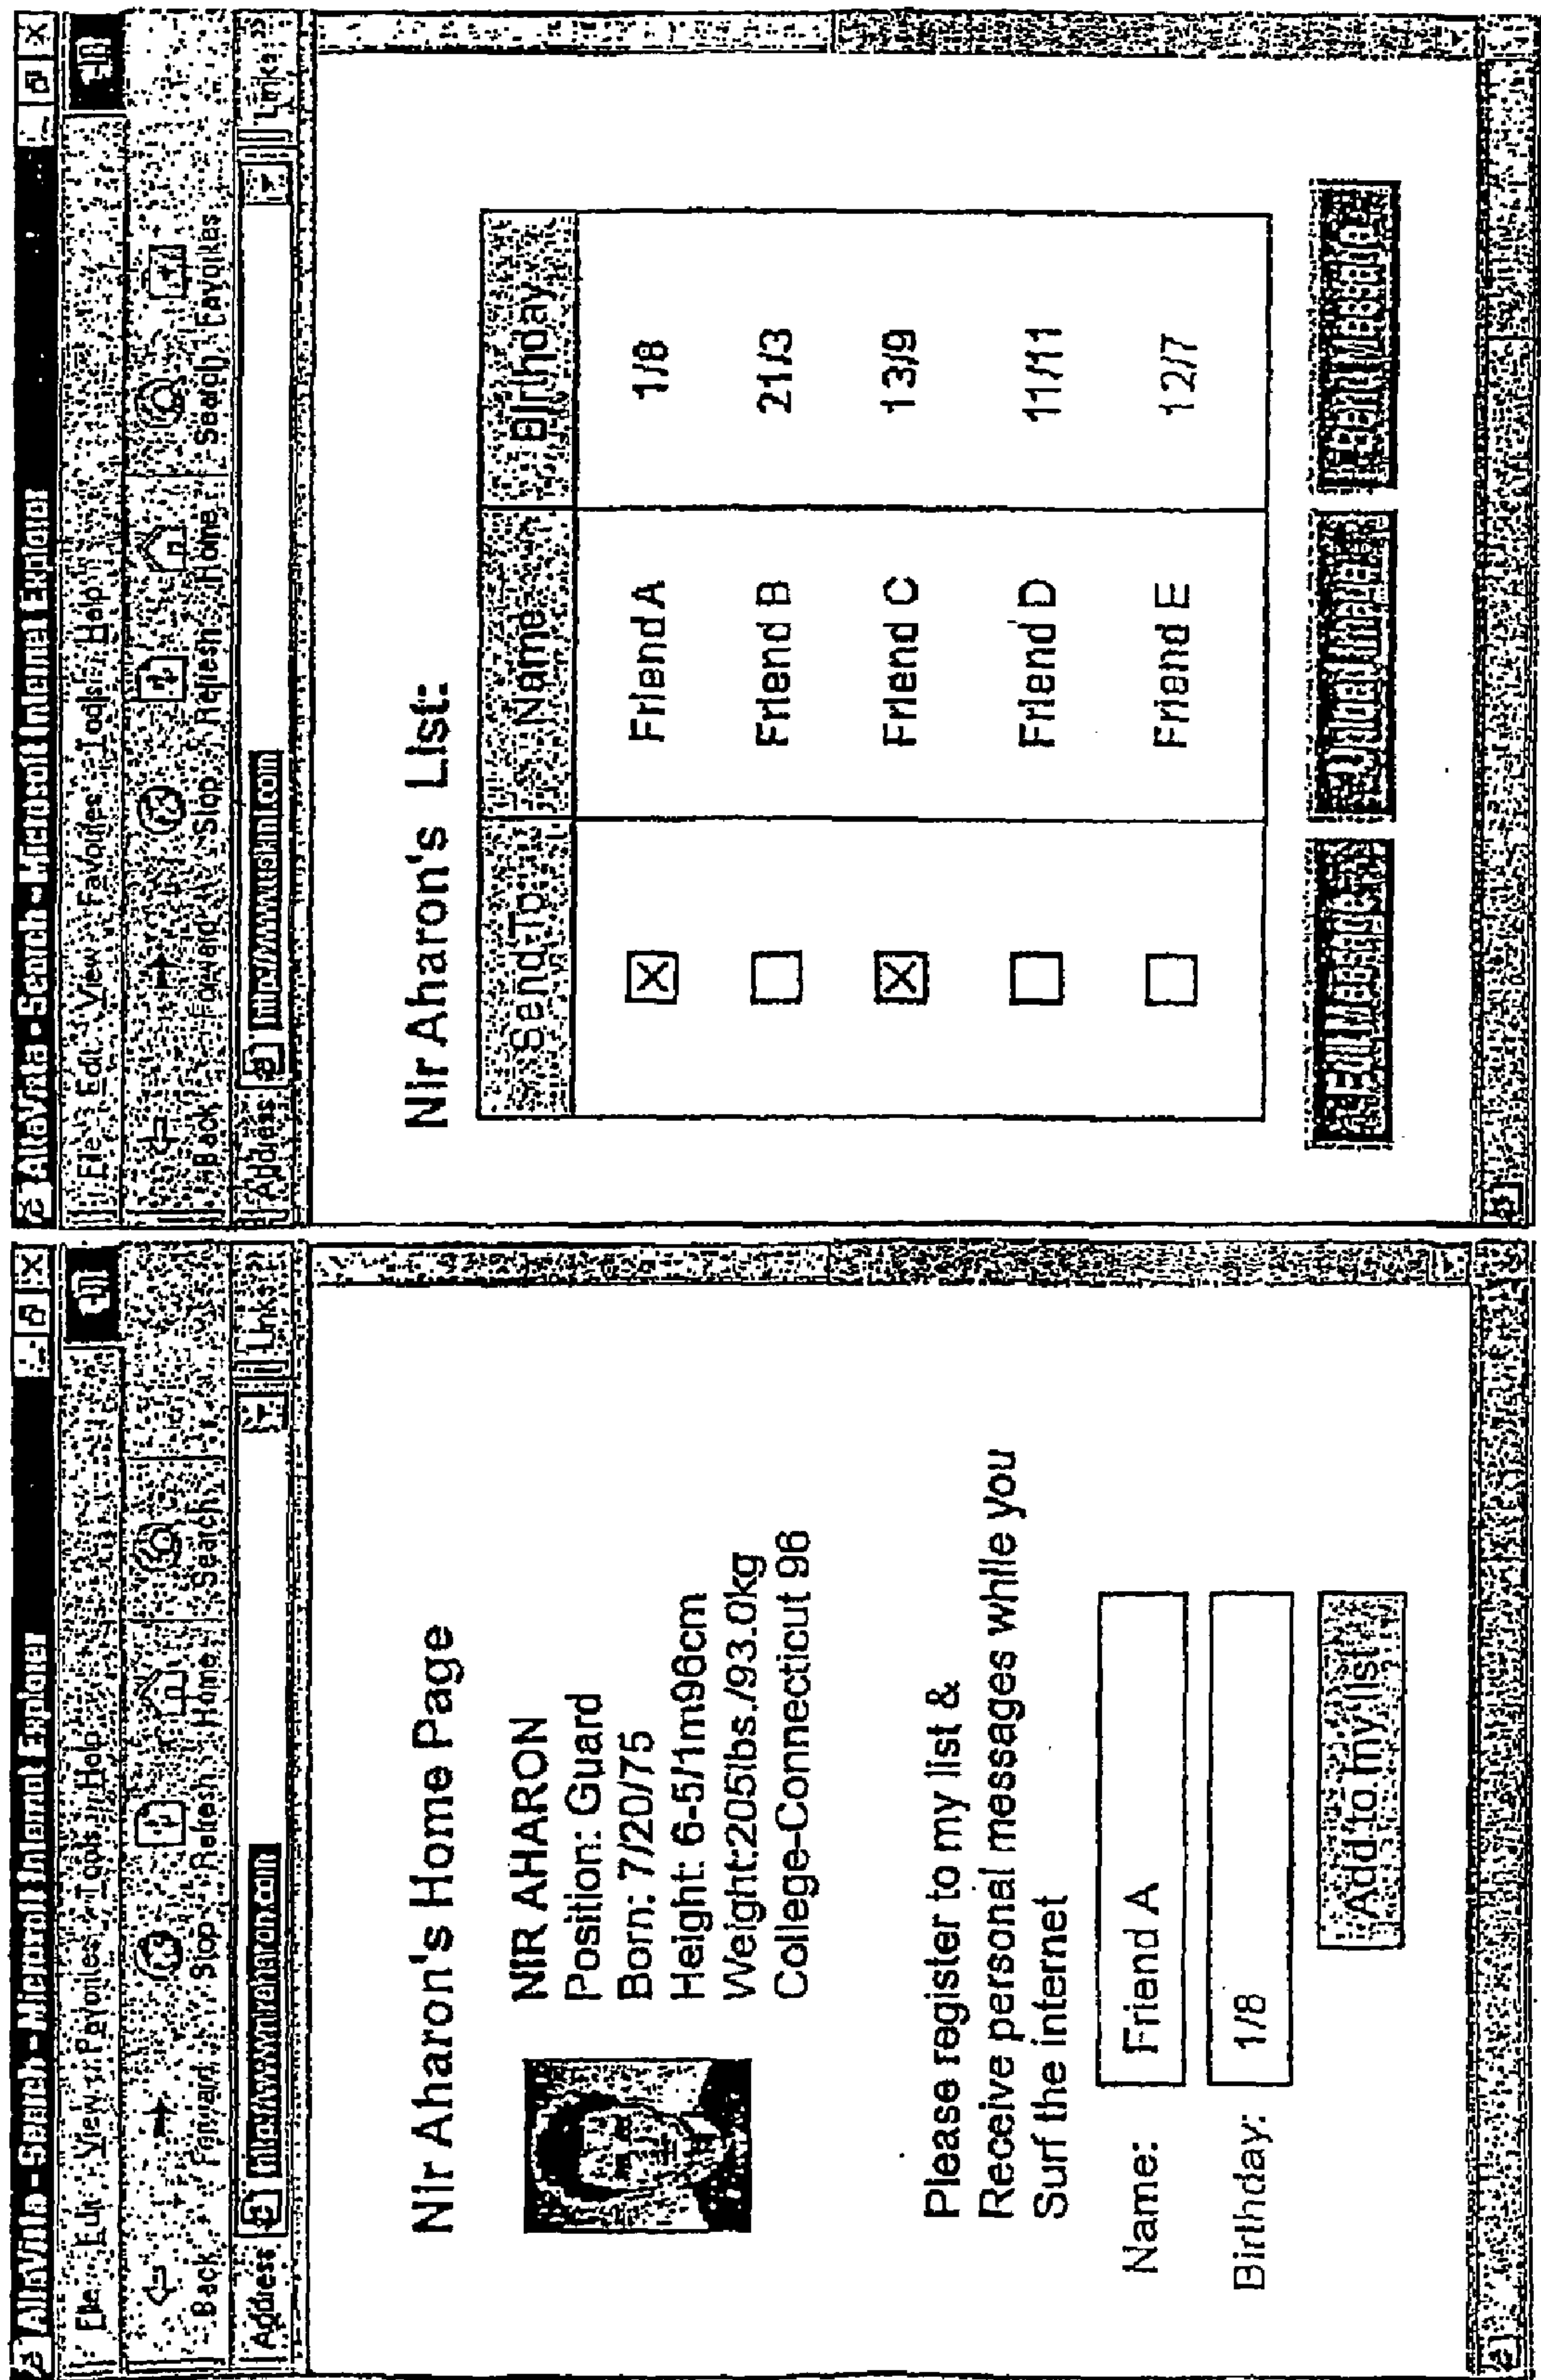 AltaVista - Search - Microsoft Internet Explorer
File Edit View Favorites Tools Help
Back Forward Stop Refresh Home Search
Address Links
Nir Aharon's Home Page
NIR AHARON
Position: Guard
Born: 7/20/75
Height: 6-5/1m96cm
Weight:205lbs./93.0kg
College-Connecticut 96
Please register to my list &
Receive personal messages while you
Surf the internet
Name: Friend A
Birthday: 1/8
Add to my list
AltaVista - Search - Microsoft Internet Explorer
File Edit View Favorites Tools Help
Back Forward Stop Refresh Home Search Favorites
Address Links
Nir Aharon's List:
Send To Name Birthday
Friend A 1/8
Friend B 21/3
Friend C 13/9
Friend D 11/11
Friend E 12/7